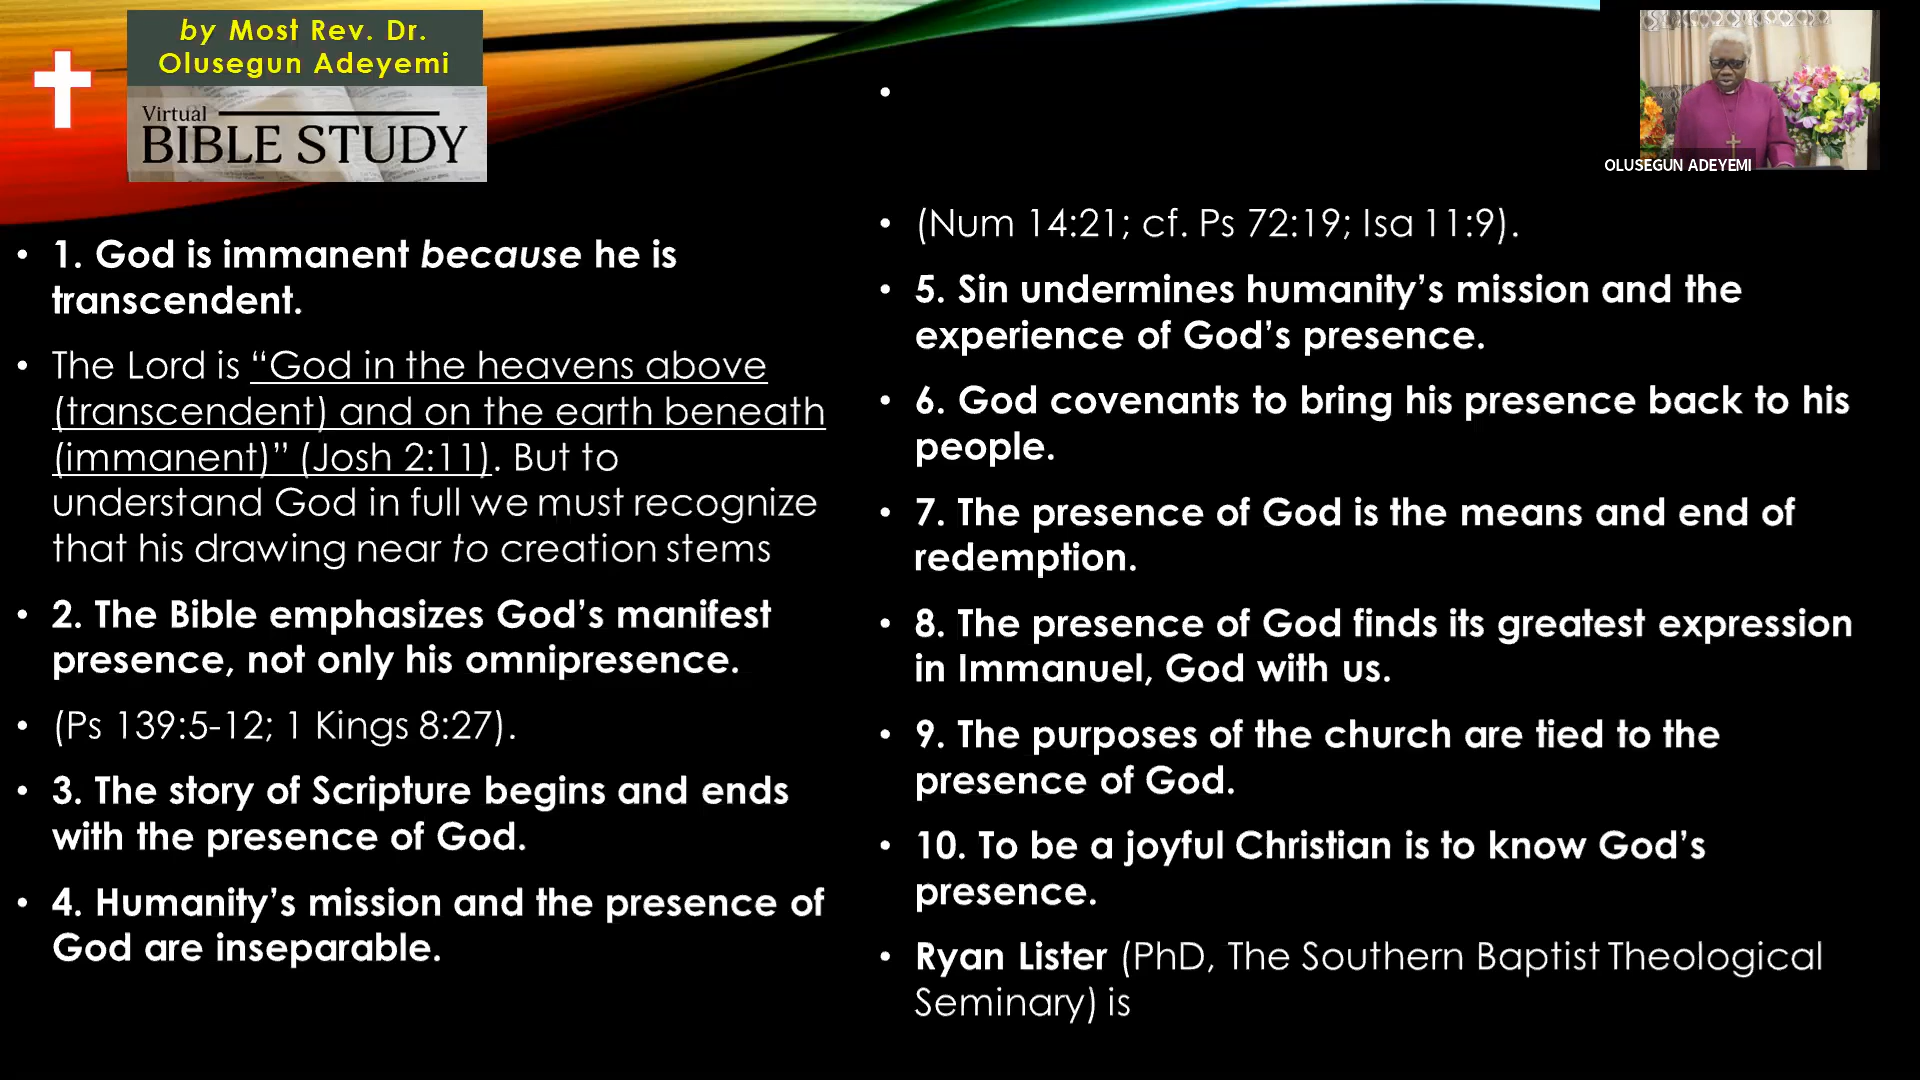 by Most Rev. Dr.
Olusegun Adeyemi
Virtual
BIBLE STUDY
• 1. God is immanent because he is
transcendent.
• The Lord is “God in the heavens above
(transcendent) and on the earth beneath
(immanent)” (Josh 2:11). But to
understand God in full we must recognize
that his drawing near to creation stems
• 2. The Bible emphasizes God’s manifest
presence, not only his omnipresence.
• (Ps 139:5-12; 1 Kings 8:27).
• 3. The story of Scripture begins and ends
with the presence of God.
• 4. Humanity’s mission and the presence of
God are inseparable.
•
• (Num 14:21; cf. Ps 72:19; Isa 11:9).
• 5. Sin undermines humanity’s mission and the
experience of God’s presence.
• 6. God covenants to bring his presence back to his
people.
• 7. The presence of God is the means and end of
redemption.
• 8. The presence of God finds its greatest expression
in Immanuel, God with us.
• 9. The purposes of the church are tied to the
presence of God.
• 10. To be a joyful Christian is to know God’s
presence.
• Ryan Lister (PhD, The Southern Baptist Theological
Seminary) is
OLUSEGUN ADEYEMI